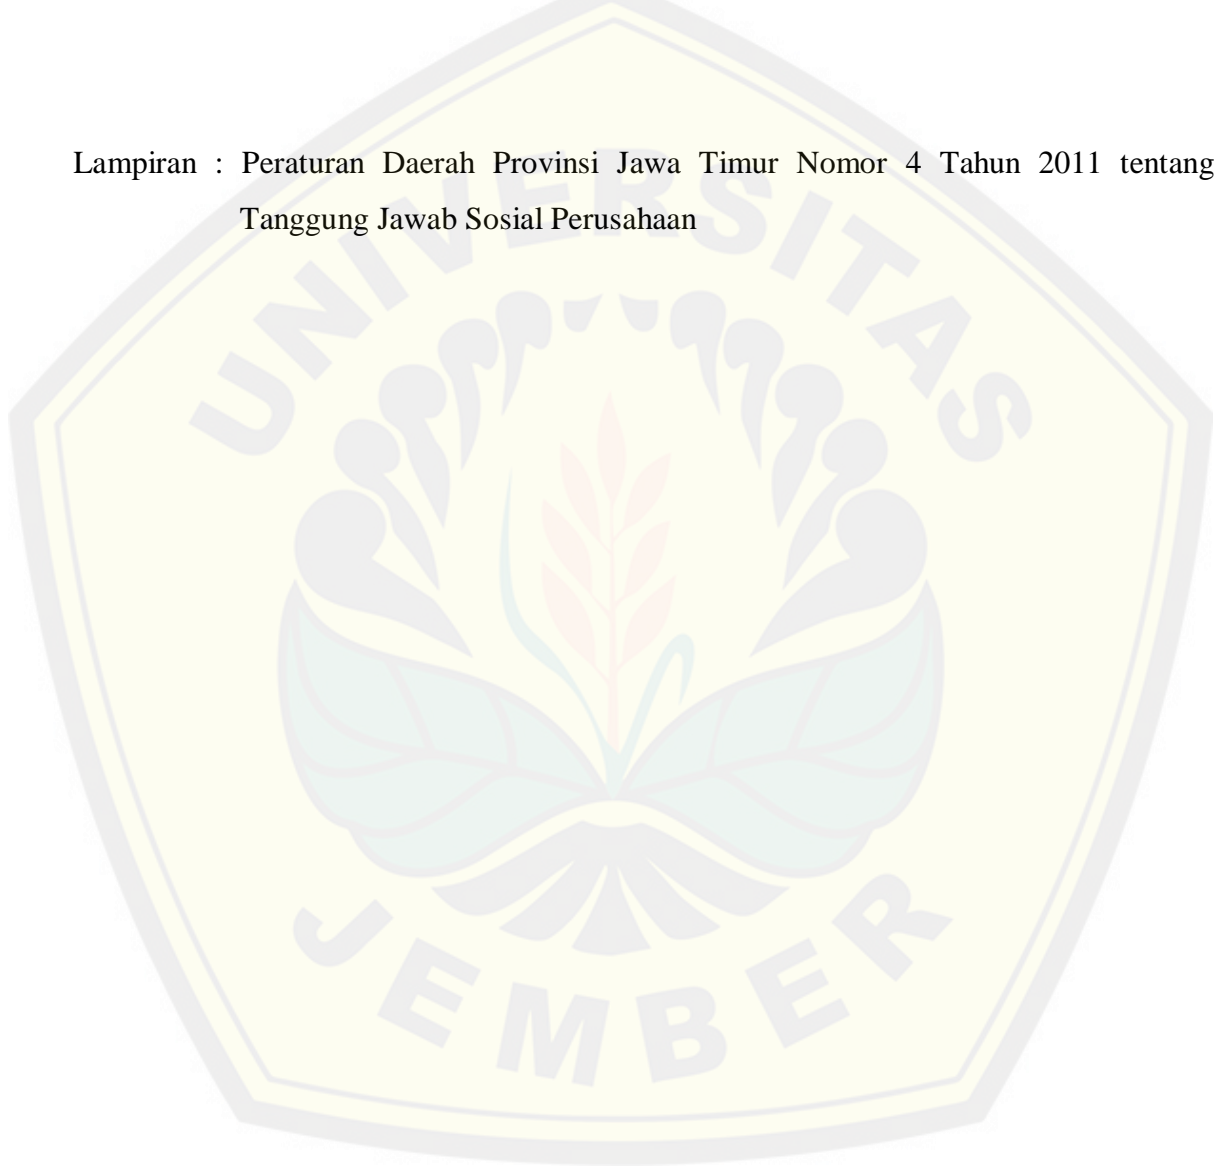 Lampiran : Peraturan Daerah Provinsi Jawa Timur Nomor 4 Tahun 2011 tentang
Tanggung Jawab Sosial Perusahaan
UNIVERSITAS
JEMBER